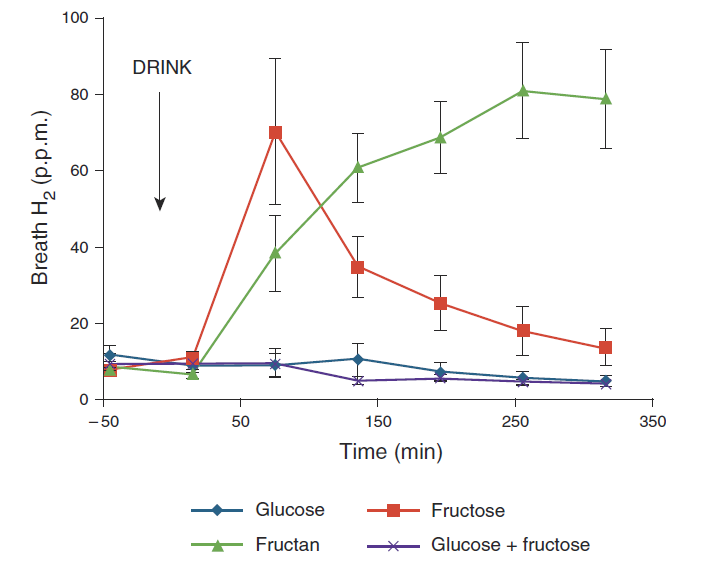 100
DRINK
80
60
40
20
0
Breath H2 (p.p.m.)
−50
50
150
250
350
Time (min)
Glucose
Fructose
Fructan
Glucose + fructose